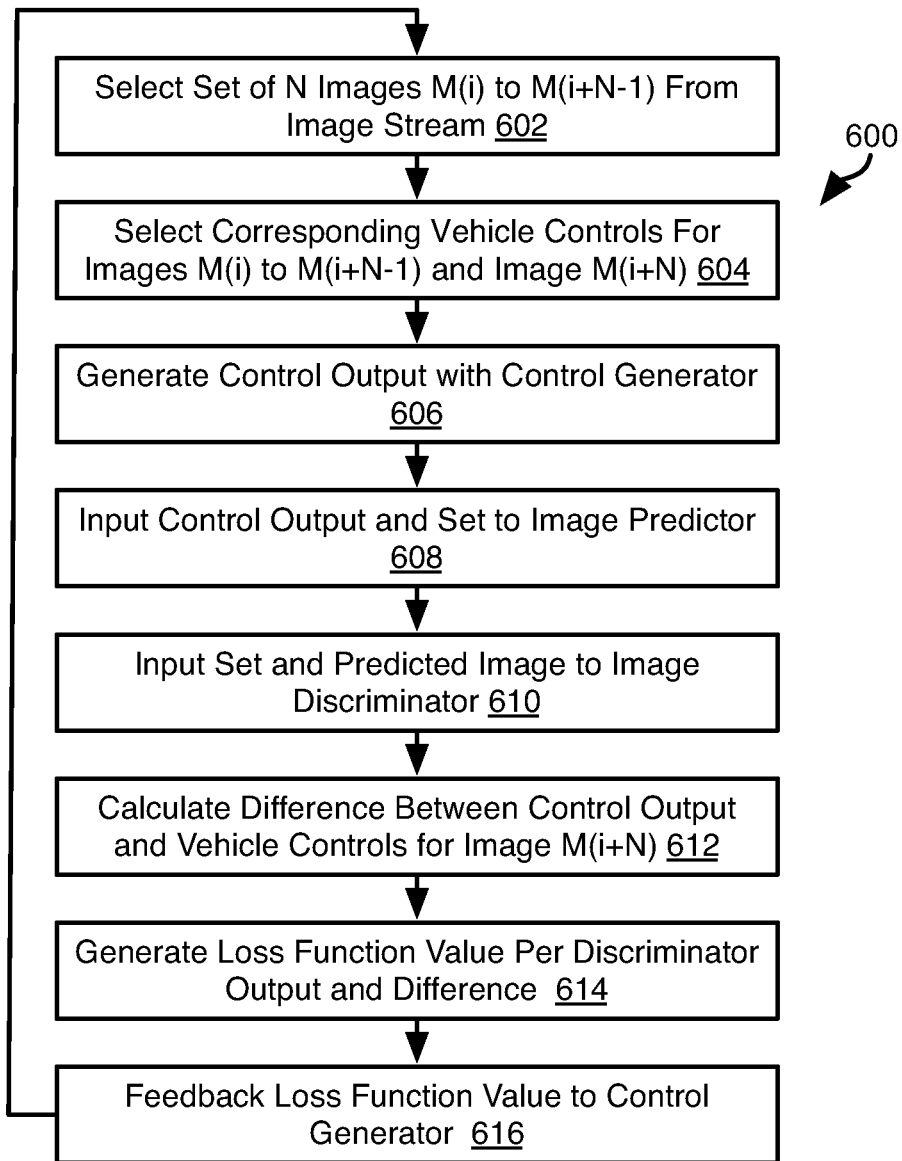 Select Set of N Images M(i) to M(i+N-1) From
Image Stream 602
600
Select Corresponding Vehicle Controls For
Images M(i) to M(i+N-1) and Image M(i+N) 604
Generate Control Output with Control Generator
606
Input Control Output and Set to Image Predictor
608
Input Set and Predicted Image to Image
Discriminator 610
Calculate Difference Between Control Output
and Vehicle Controls for Image M(i+N) 612
Generate Loss Function Value Per Discriminator
Output and Difference 614
Feedback Loss Function Value to Control
Generator 616